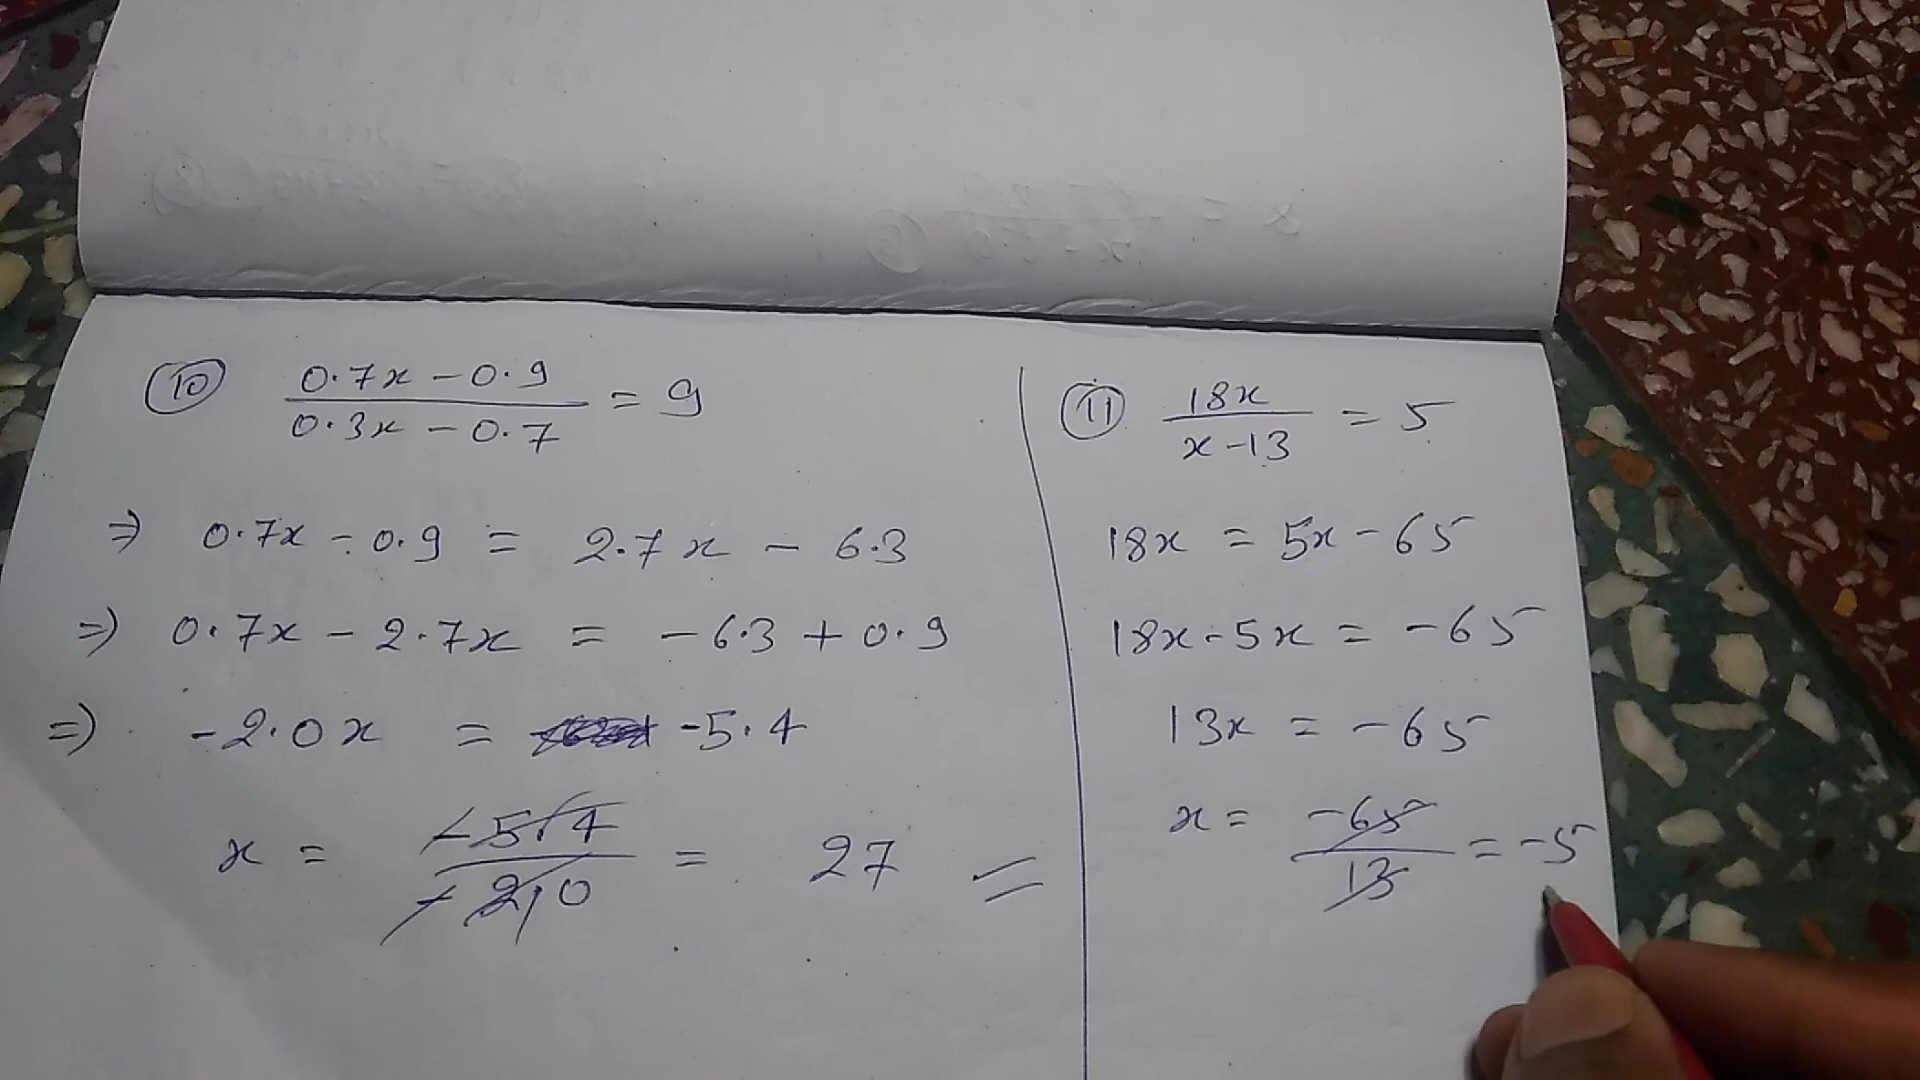 10 0.7x - 0.9 / 0.3x - 0.7 = 9
⇒ 0.7x - 0.9 = 2.7x - 6.3
⇒ 0.7x - 2.7x = -6.3 + 0.9
⇒ -2.0x = -5.4
x = -5.4 / -2.0 = 27
11 18x / x - 13 = 5
18x = 5x - 65
18x - 5x = -65
13x = -65
x = -65 / 13 = -5